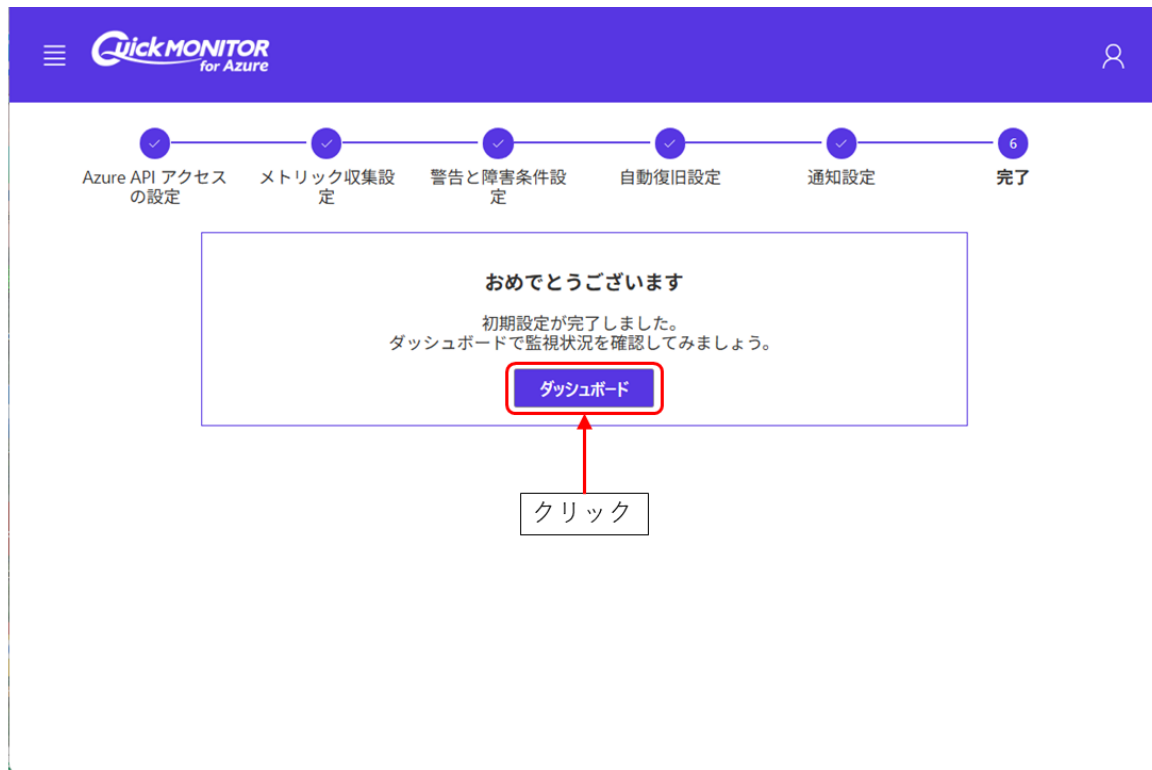 QuickMONITOR
for Azure
Azure API アクセス
の設定
メトリック収集設
定
警告と障害条件設
定
自動復旧設定
通知設定
6
完了
おめでとうございます
初期設定が完了しました。
ダッシュボードで監視状況を確認してみましょう。
ダッシュボード
クリック